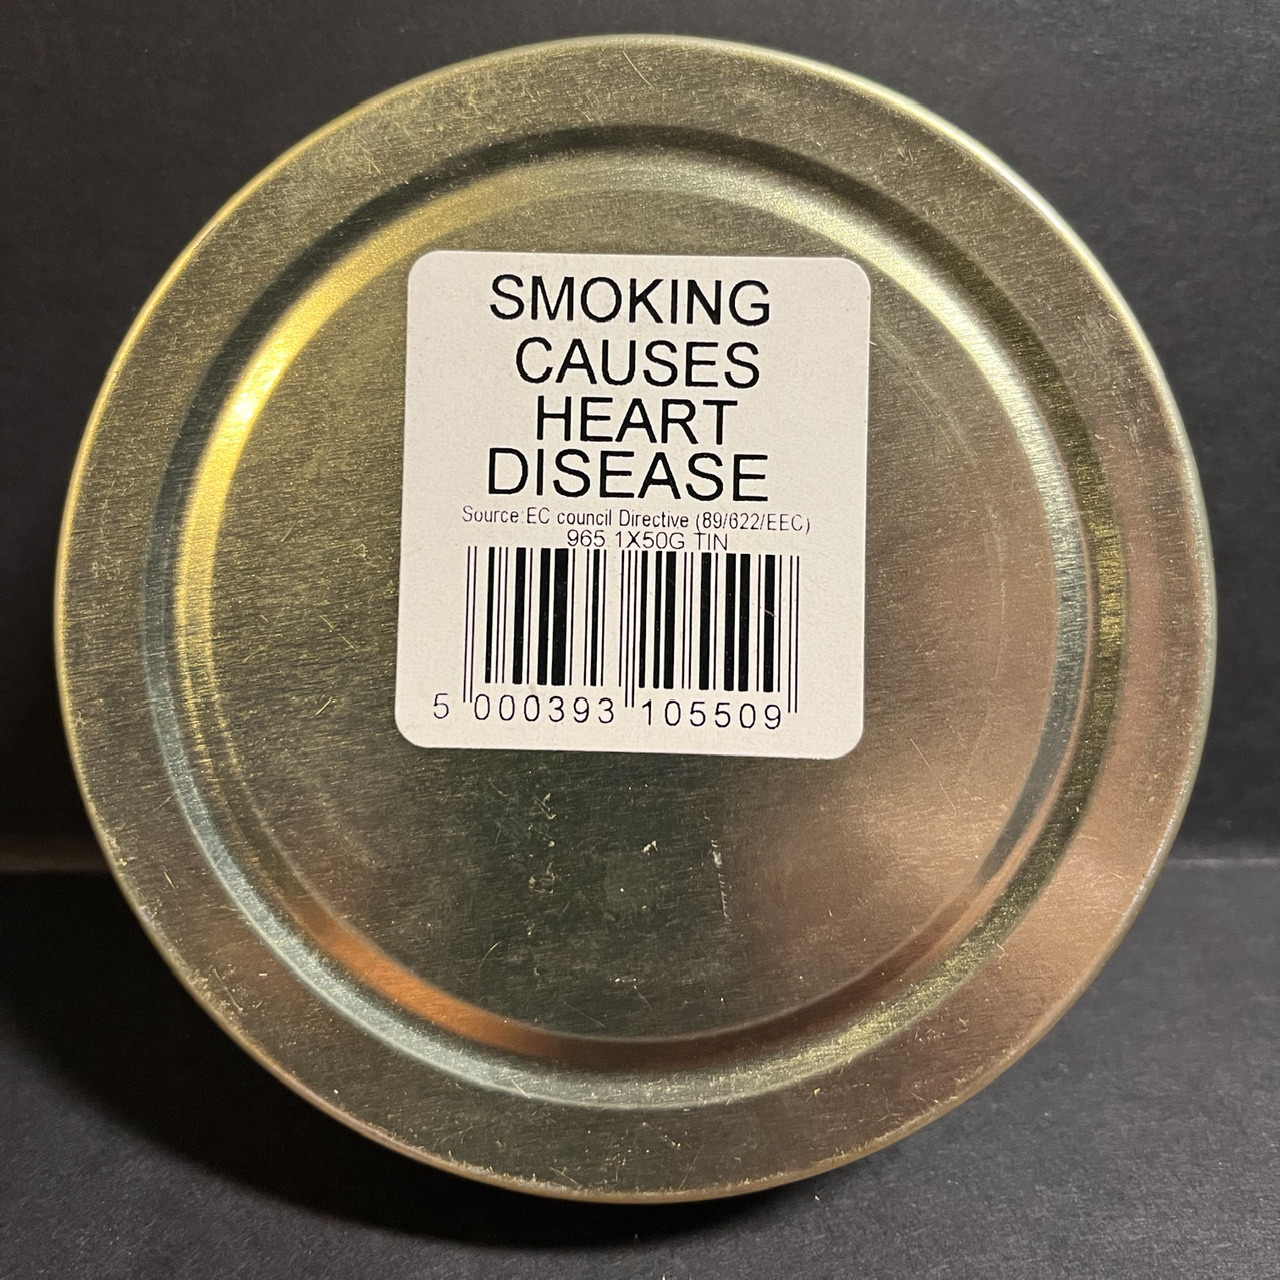 SMOKING
CAUSES
HEART
DISEASE
Source:EC council Directive (89/622/EEC)
965 1X50G TIN
5 000393 105509